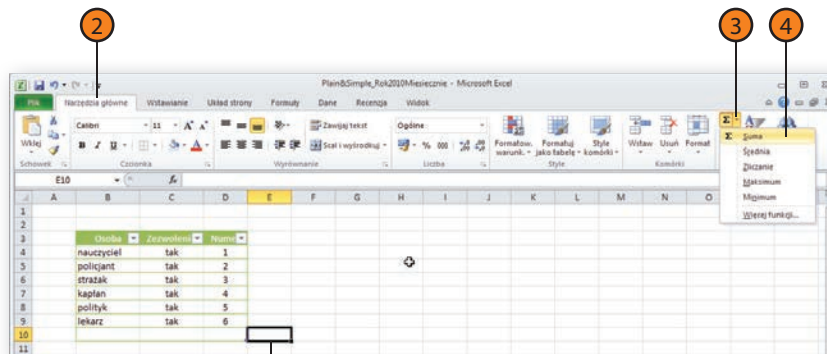 2 3 4
Plain&Simple_Rok2010Miesiecznie - Microsoft Excel
Plik Narzędzia główne Wstawianie Układ strony Formuły Dane Recenzja Widok
Calibri 11 A A Zawijaj tekst Ogólne Σ
Wklej B I U A Scal i wyśrodkuj % 000 Formatow. warunk. Formatuj jako tabelę Style komórki Wstaw Usuń Format
Schowek Czcionka Wyrównanie Liczba Style Komórki
Σ Suma
Średnia
Zliczanie
Maksimum
Minimum
Więcej funkcji...
E10 fx
A B C D E F G H I J K L M N O
1
2
3 Osoba Zezwoleni Nume
4 nauczyciel tak 1
5 policjant tak 2
6 strażak tak 3
7 kapłan tak 4
8 polityk tak 5
9 lekarz tak 6
10
11